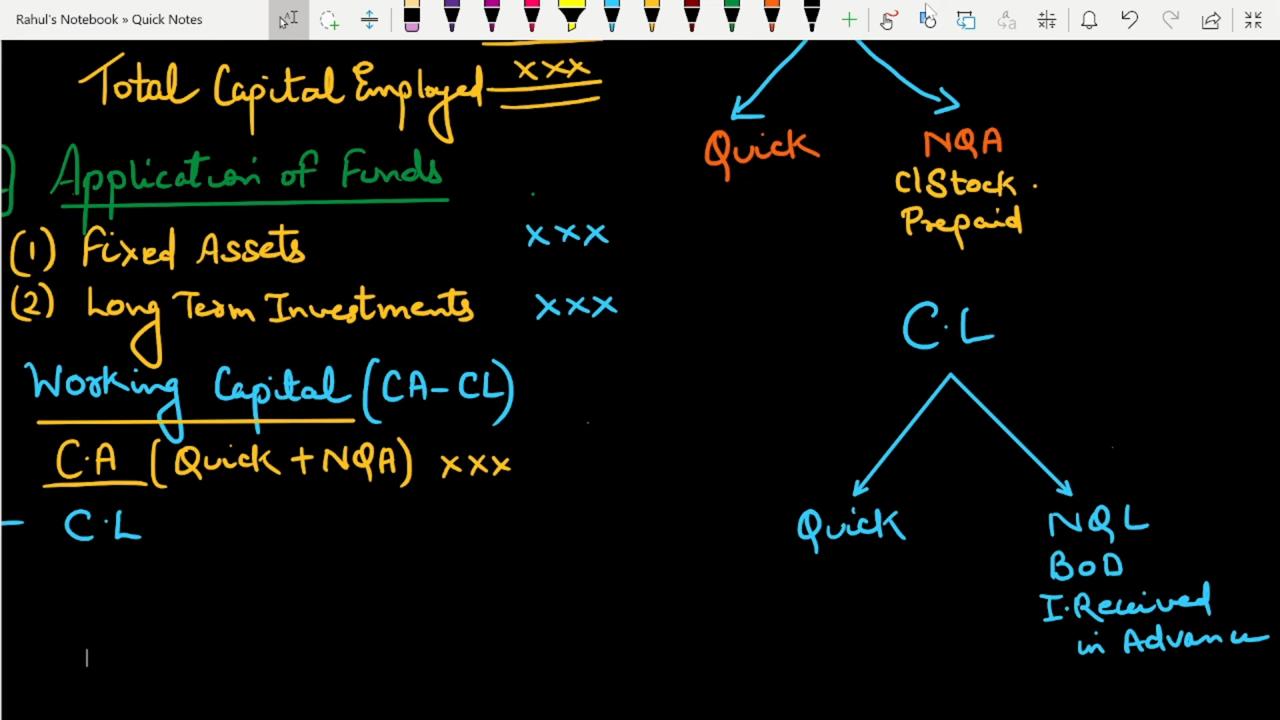 Rahul's Notebook » Quick Notes
Total Capital Employed xxx
Application of Funds
(1) Fixed Assets xxx
(2) Long Term Investments xxx
Working Capital (CA-CL)
C.A (Quick + NQA) xxx
- C.L
Quick NQA
Cl Stock
Prepaid
C.L
Quick NQL
BOD
I.Received
in Advance